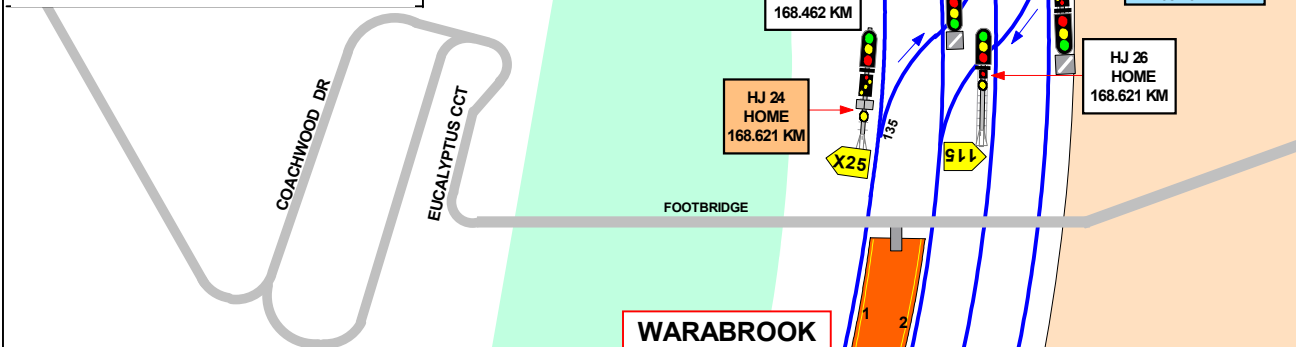 168.462 KM
HJ 26
HOME
168.621 KM
HJ 24
HOME
168.621 KM
COACHWOOD DR
EUCALYPTUS CCT
135
X25
115
FOOTBRIDGE
1
2
WARABROOK